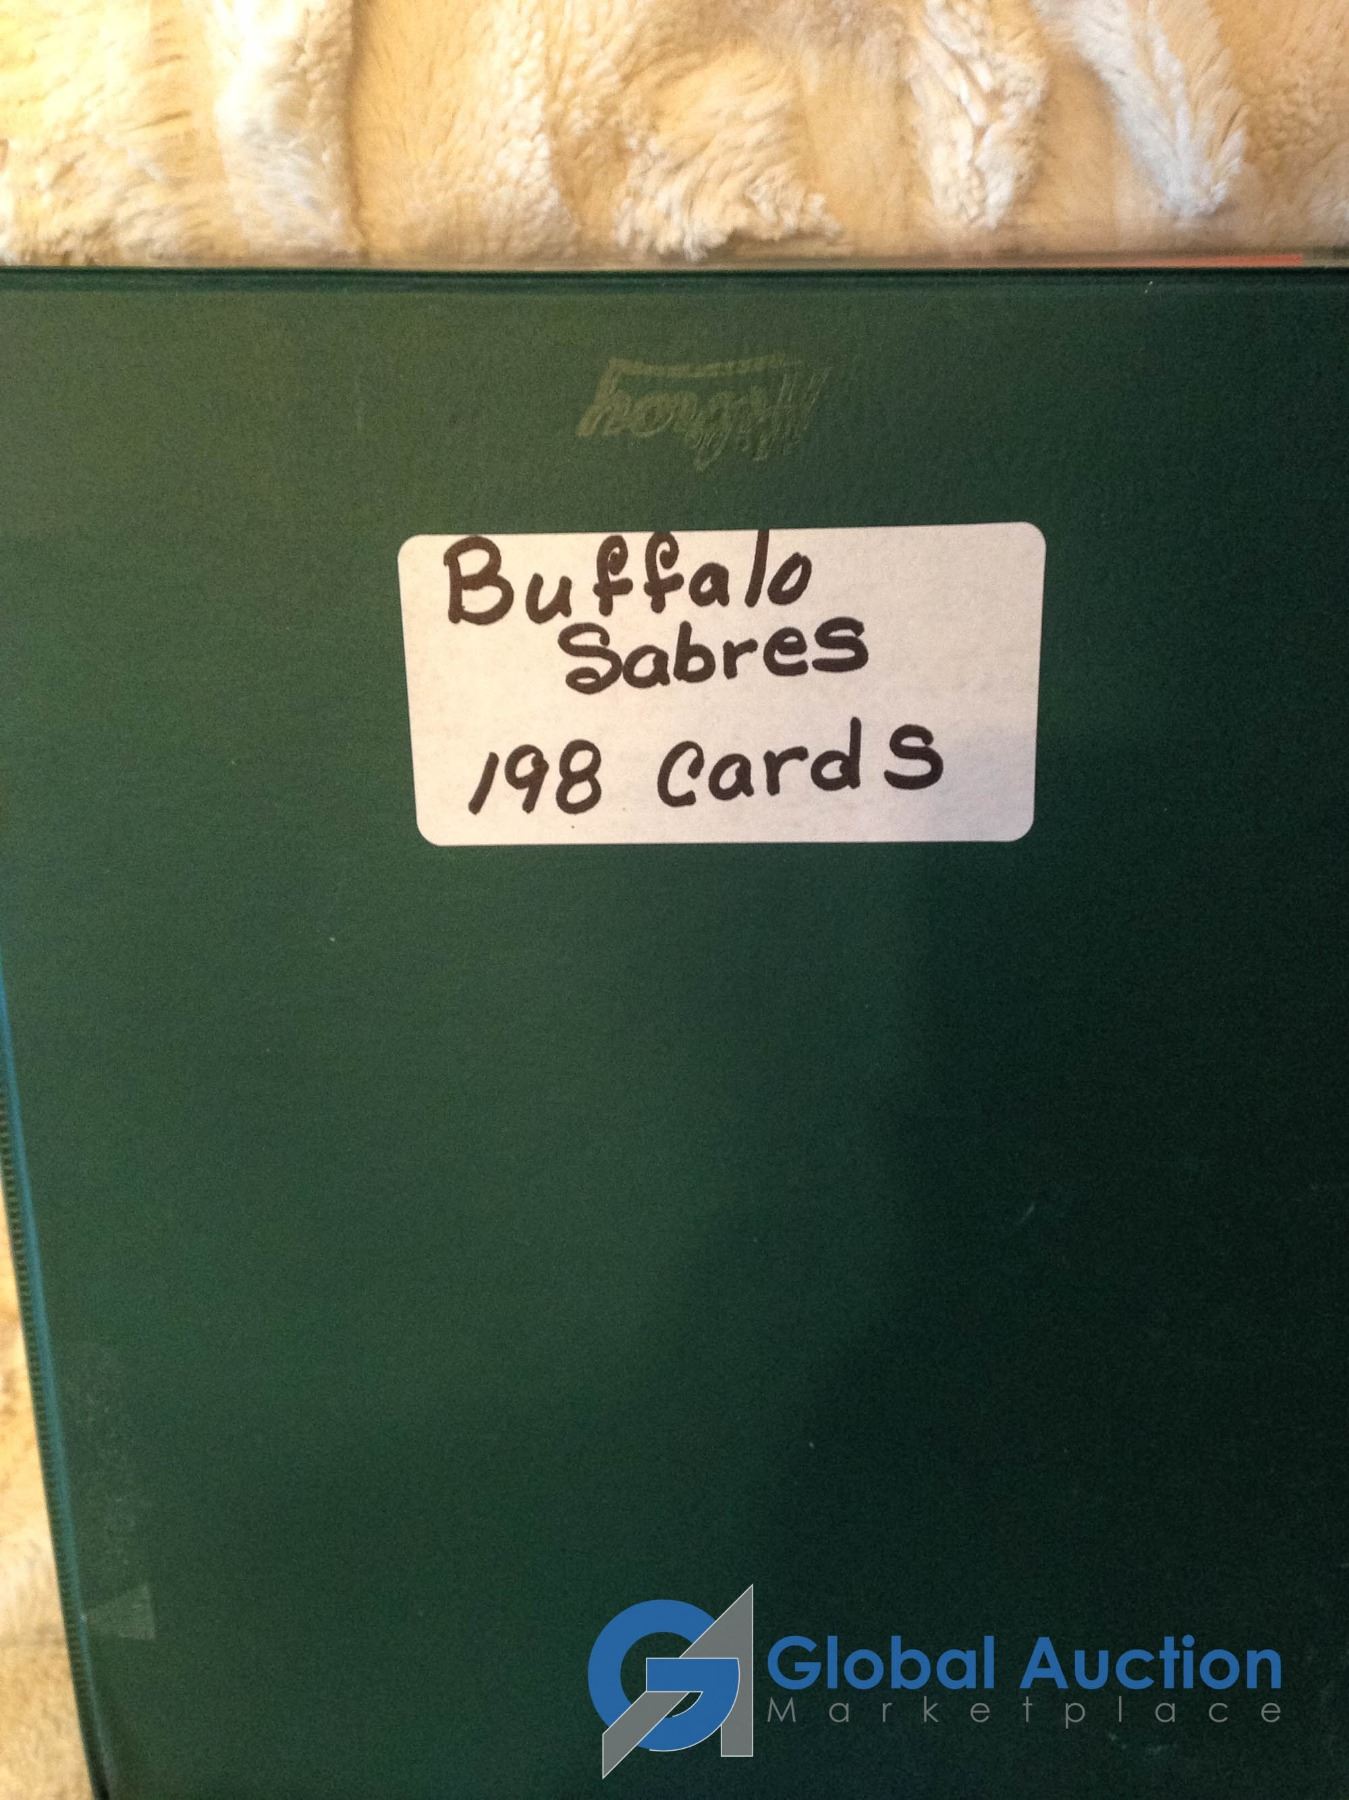 Buffalo
Sabres
198 Cards
Global Auction
Marketplace